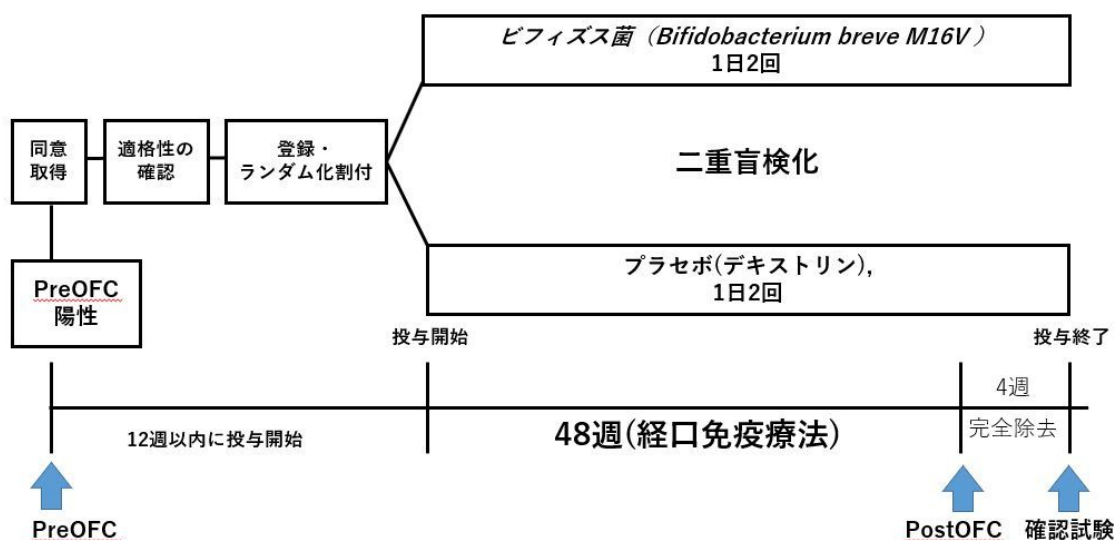 ビフィズス菌（Bifidobacterium breve M16V ）
1日2回
同意
取得
適格性の
確認
登録・
ランダム化割付
二重盲検化
PreOFC
陽性
プラセボ(デキストリン),
1日2回
投与開始
投与終了
12週以内に投与開始
48週(経口免疫療法)
4週
完全除去
PreOFC
PostOFC
確認試験